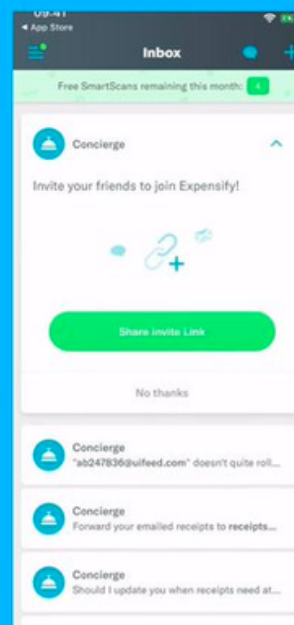 09:41
◀ App Store
Inbox
Free SmartScans remaining this month: 4
Concierge
Invite your friends to join Expensify!
Share Invite Link
No thanks
Concierge
"ab247836@uifeed.com" doesn't quite roll...
Concierge
Forward your emailed receipts to receipts...
Concierge
Should I update you when receipts need at...